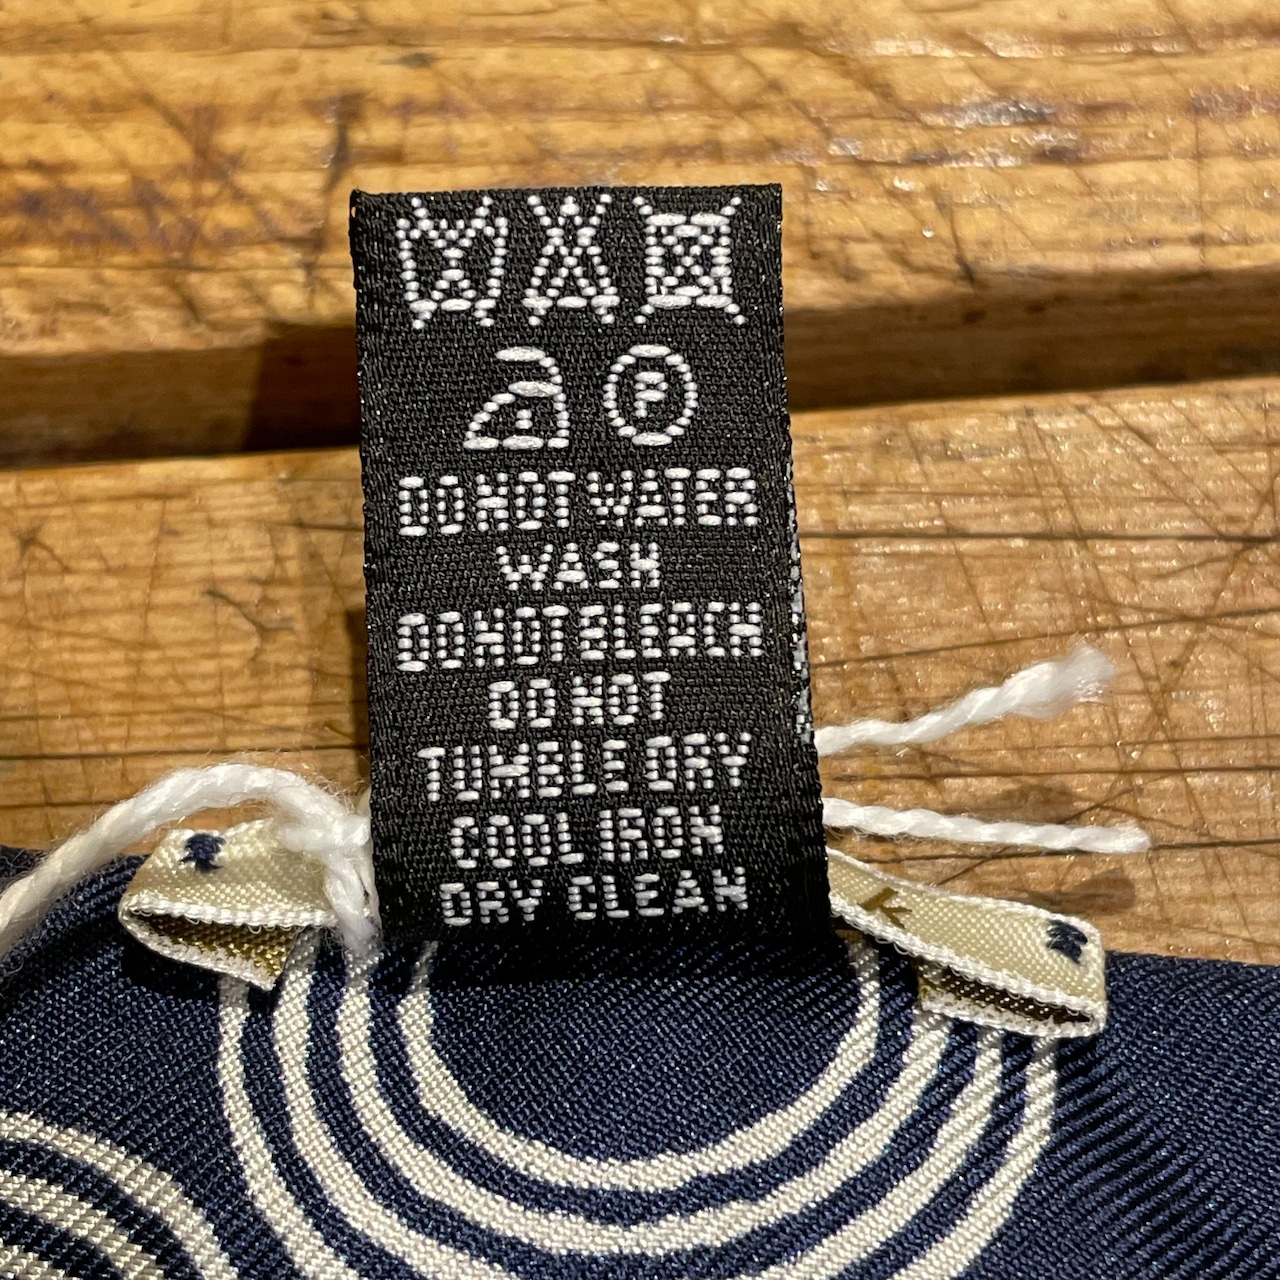 P
DO NOT WATER
WASH
DO NOT BLEACH
DO NOT
TUMBLE DRY
COOL IRON
DRY CLEAN